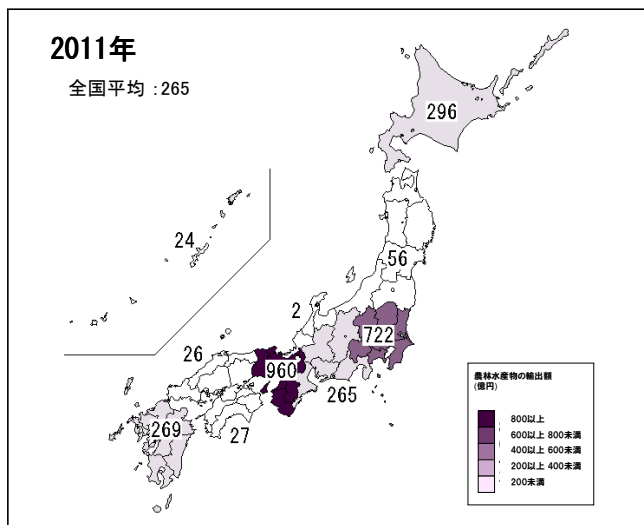 2011年
全国平均 ：265
296
24
56
2
722
26
960
265
269
27
農林水産物の輸出額
(億円)
800以上
600以上 800未満
400以上 600未満
200以上 400未満
200未満